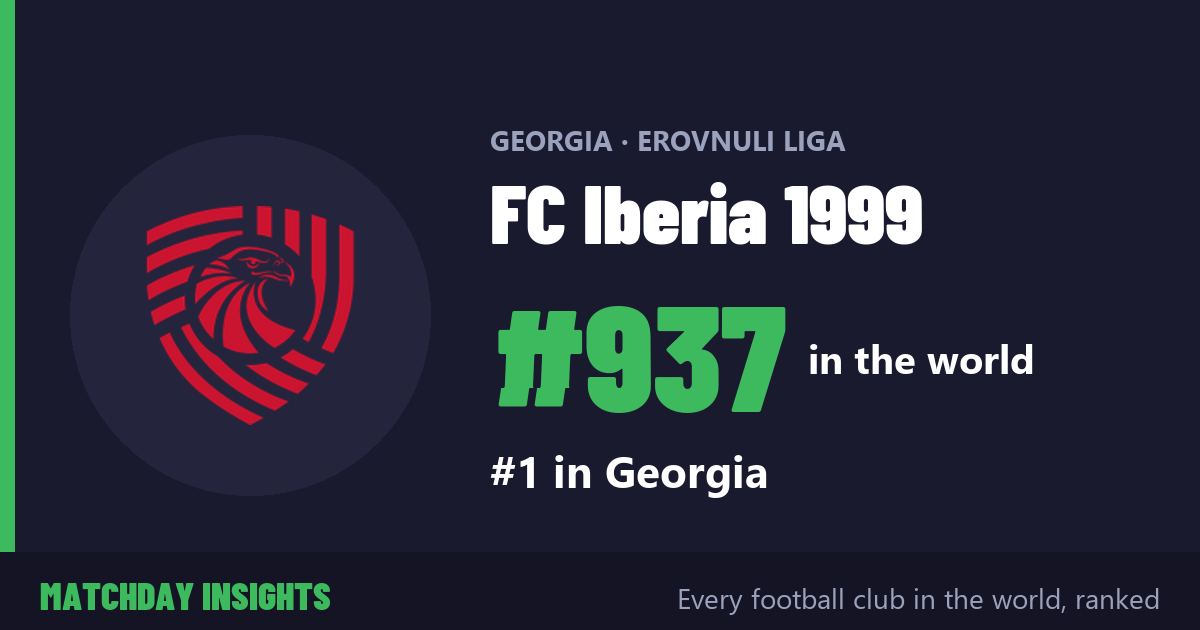 GEORGIA · EROVNULI LIGA
FC Iberia 1999
#937 in the world
#1 in Georgia
MATCHDAY INSIGHTS
Every football club in the world, ranked